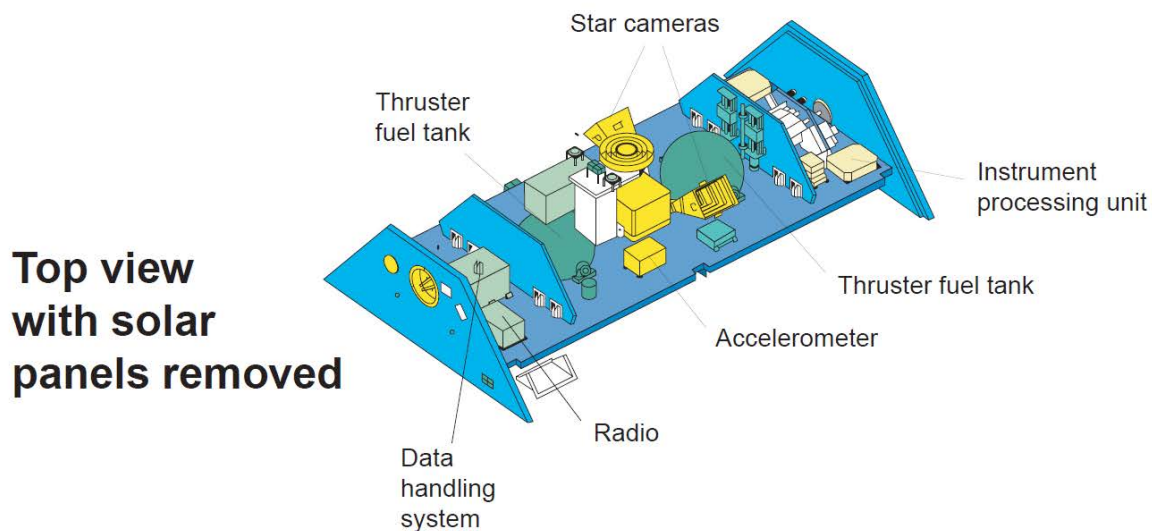 Star cameras
Thruster
fuel tank
Instrument
processing unit
Top view
with solar
panels removed
Thruster fuel tank
Accelerometer
Radio
Data
handling
system